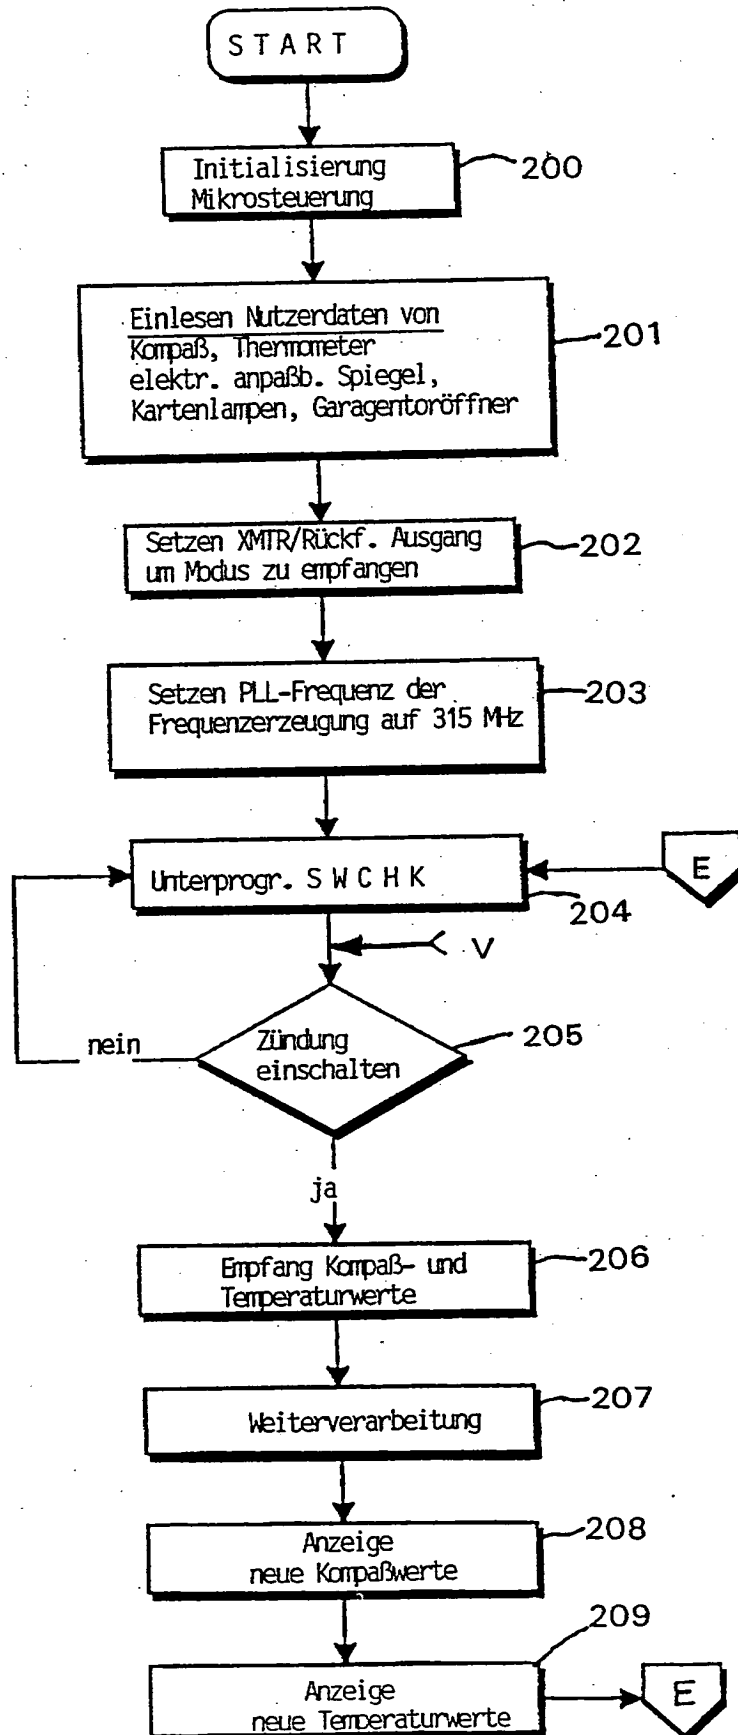 START
Initialisierung
Mikrosteuerung
200
Einlesen Nutzerdaten von
Kompaß, Thermometer
elektr. anpaßb. Spiegel,
Kartenlampen, Garagentoröffner
201
Setzen XMTR/Rückf. Ausgang
um Modus zu empfangen
202
Setzen PLL-Frequenz der
Frequenzerzeugung auf 315 MHz
203
Unterprogr. SWCHK
E
204
V
nein
Zündung
einschalten
205
ja
Empfang Kompaß- und
Temperaturwerte
206
Weiterverarbeitung
207
Anzeige
neue Kompaßwerte
208
209
Anzeige
neue Temperaturwerte
E